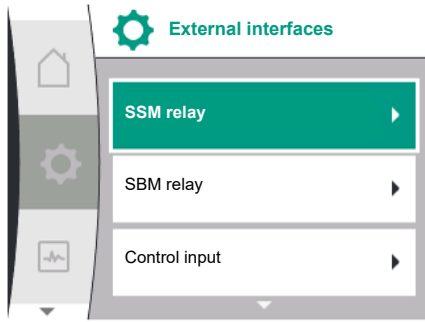 External interfaces
SSM relay
SBM relay
Control input